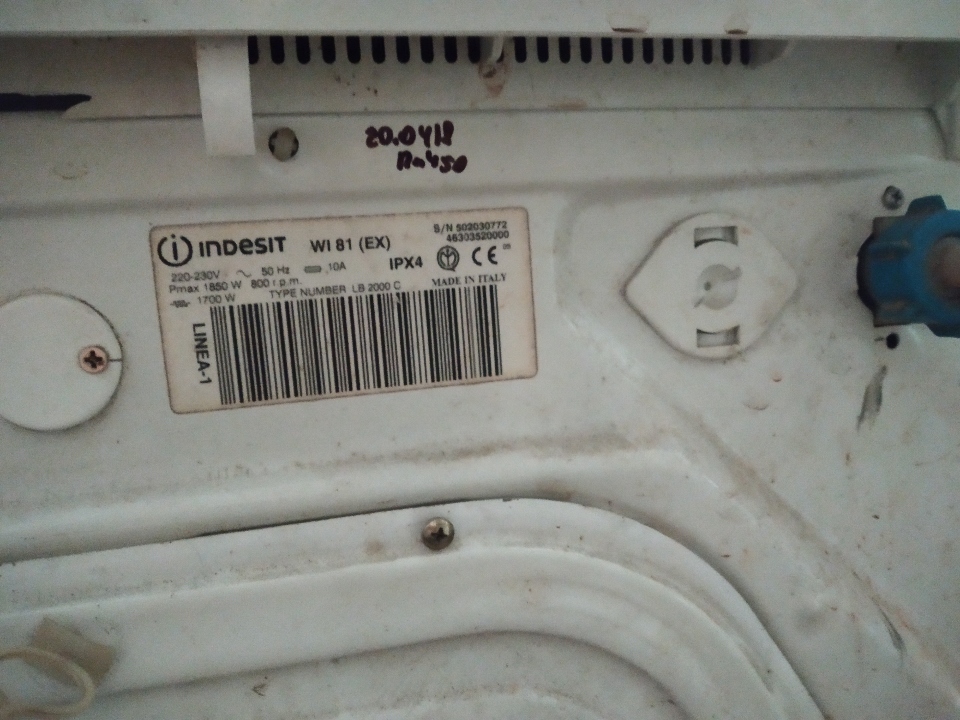 20.04.18
indesit WI 81 (EX)
S/N 502030772
46303520000
220-230V ~ 50 Hz 10A
IPX4 CE
Pmax 1850 W 800 r.p.m.
MADE IN ITALY
1700 W TYPE NUMBER LB 2000 C
LINEA-1